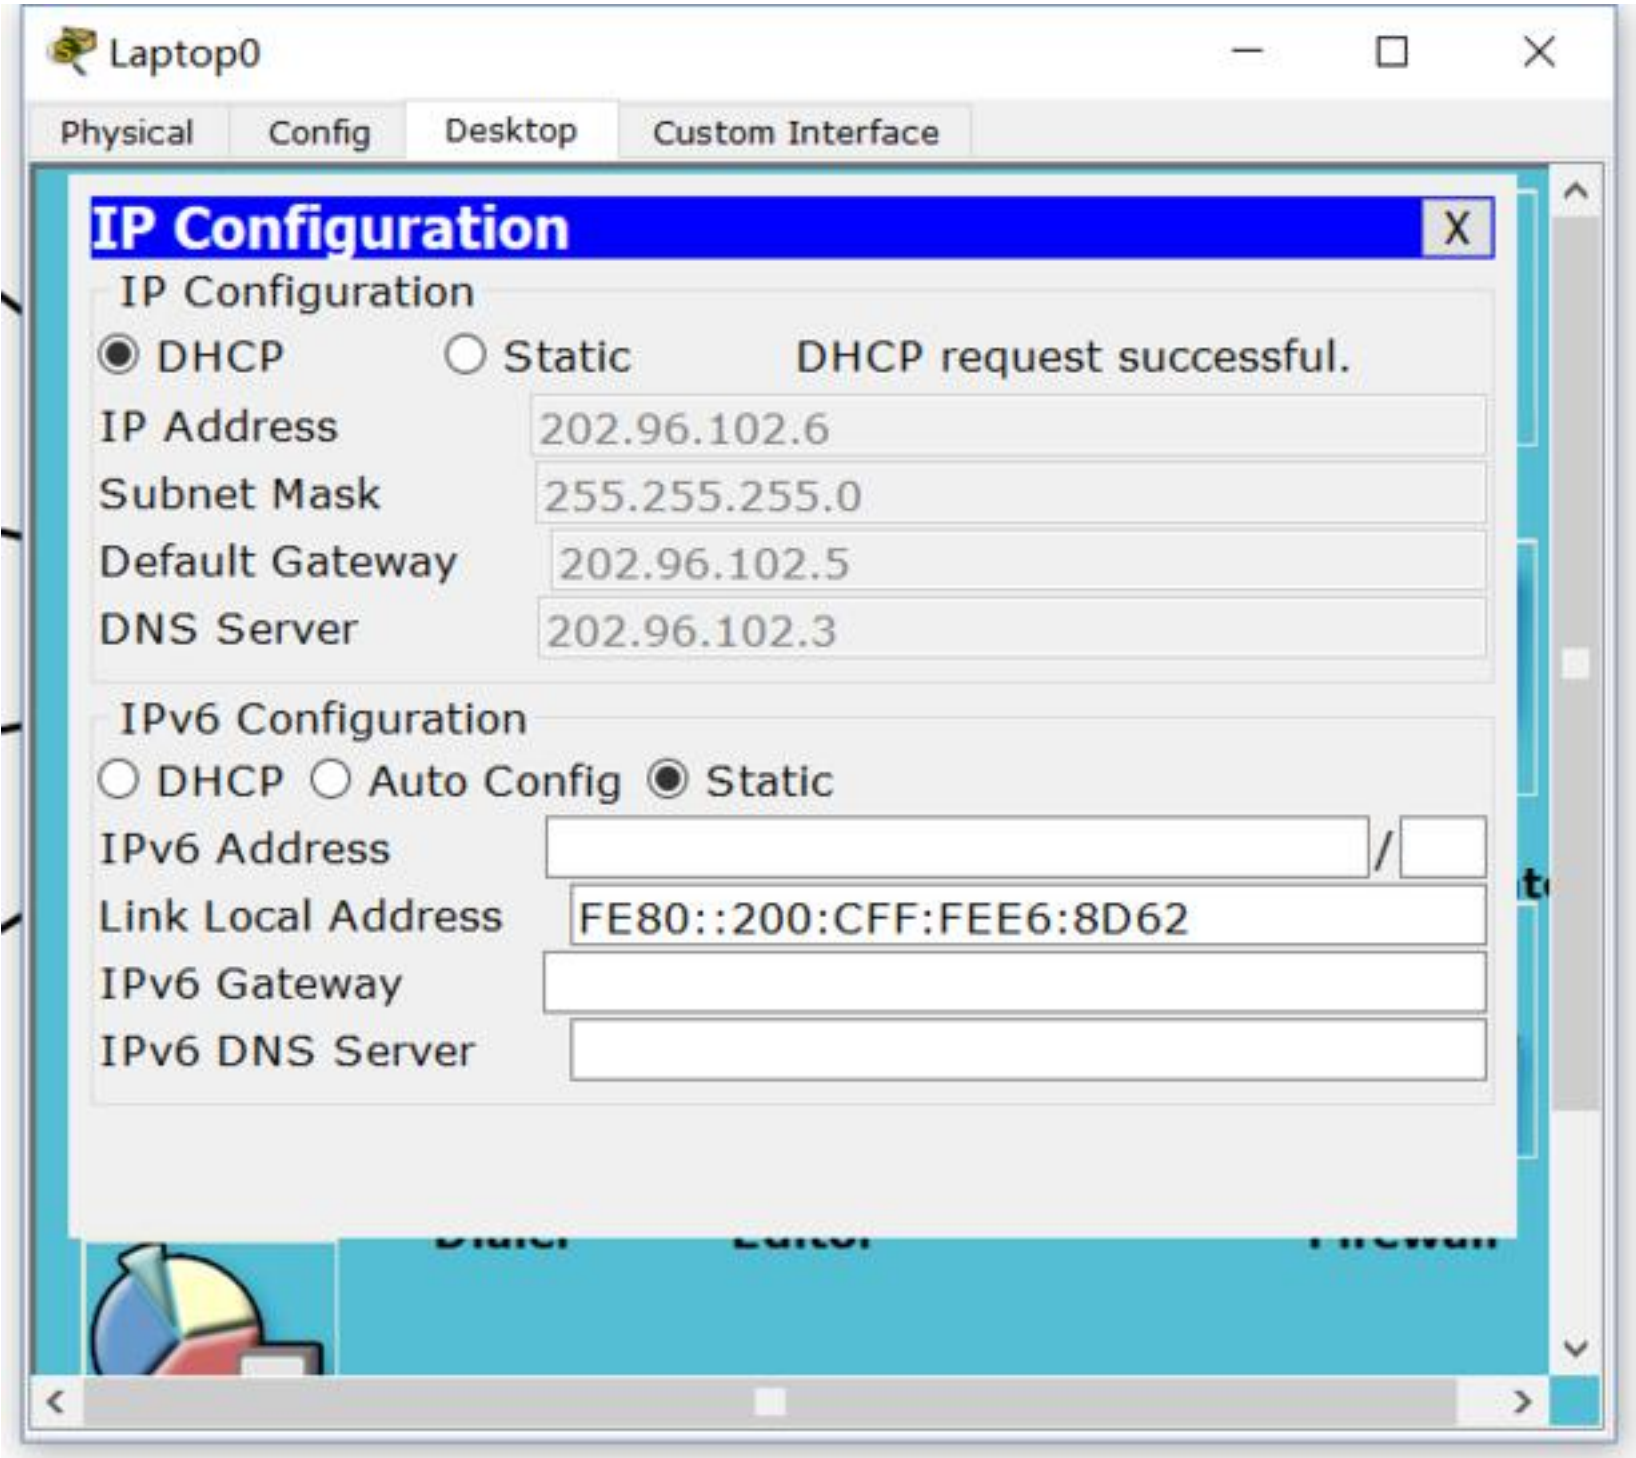 Laptop0
Physical Config Desktop Custom Interface
IP Configuration X
IP Configuration
DHCP Static DHCP request successful.
IP Address 202.96.102.6
Subnet Mask 255.255.255.0
Default Gateway 202.96.102.5
DNS Server 202.96.102.3
IPv6 Configuration
DHCP Auto Config Static
IPv6 Address /
Link Local Address FE80::200:CFF:FEE6:8D62
IPv6 Gateway
IPv6 DNS Server
Dialer Editor Firewall